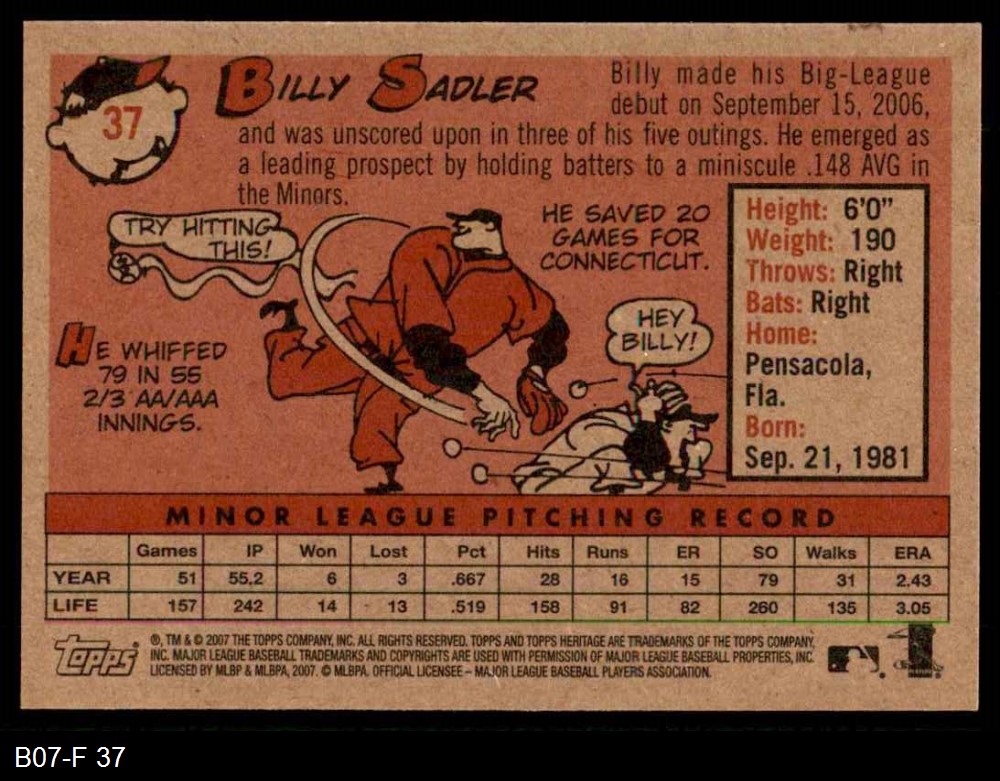 37
BILLY SADLER
Billy made his Big-League
debut on September 15, 2006,
and was unscored upon in three of his five outings. He emerged as
a leading prospect by holding batters to a miniscule .148 AVG in
the Minors.
TRY HITTING
THIS!
HE SAVED 20
GAMES FOR
CONNECTICUT.
HEY
BILLY!
HE WHIFFED
79 IN 55
2/3 AA/AAA
INNINGS.
Height: 6'0"
Weight: 190
Throws: Right
Bats: Right
Home:
Pensacola,
Fla.
Born:
Sep. 21, 1981
MINOR LEAGUE PITCHING RECORD
Games IP Won Lost Pct Hits Runs ER SO Walks ERA
YEAR 51 55.2 6 3 .667 28 16 15 79 31 2.43
LIFE 157 242 14 13 .519 158 91 82 260 135 3.05
Topps
®, TM & © 2007 THE TOPPS COMPANY, INC. ALL RIGHTS RESERVED. TOPPS AND TOPPS HERITAGE ARE TRADEMARKS OF THE TOPPS COMPANY,
INC. MAJOR LEAGUE BASEBALL TRADEMARKS AND COPYRIGHTS ARE USED WITH PERMISSION OF MAJOR LEAGUE BASEBALL PROPERTIES, INC.
LICENSED BY MLBP & MLBPA, 2007. © MLBPA. OFFICIAL LICENSEE – MAJOR LEAGUE BASEBALL PLAYERS ASSOCIATION.
B07-F 37